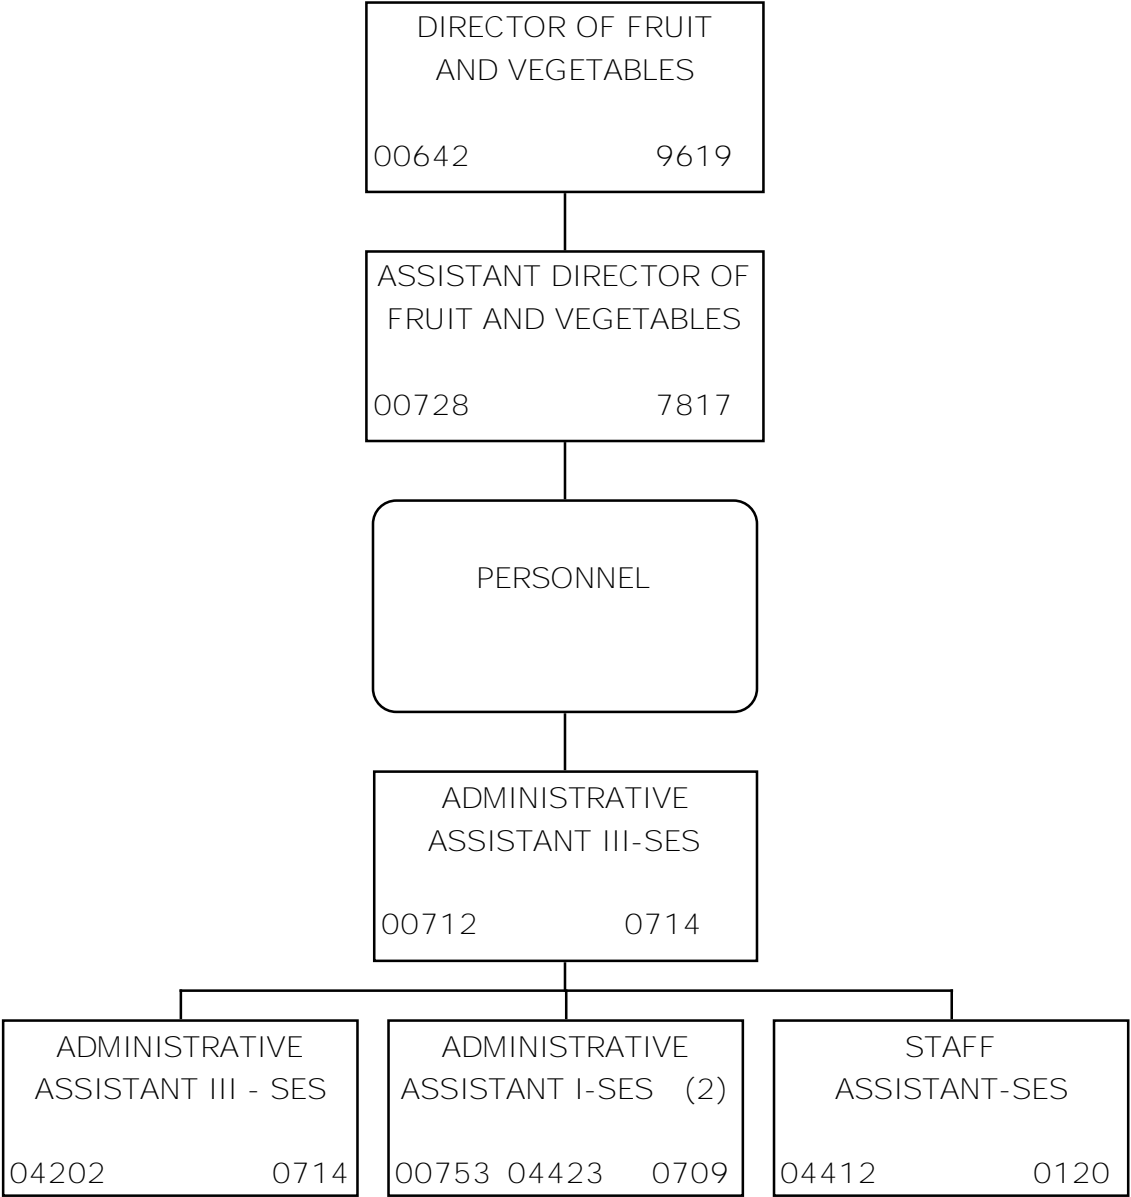 DIRECTOR OF FRUIT
AND VEGETABLES
00642 9619
ASSISTANT DIRECTOR OF
FRUIT AND VEGETABLES
00728 7817
PERSONNEL
ADMINISTRATIVE
ASSISTANT III-SES
00712 0714
ADMINISTRATIVE
ASSISTANT III - SES
04202 0714
ADMINISTRATIVE
ASSISTANT I-SES (2)
00753 04423 0709
STAFF
ASSISTANT-SES
04412 0120